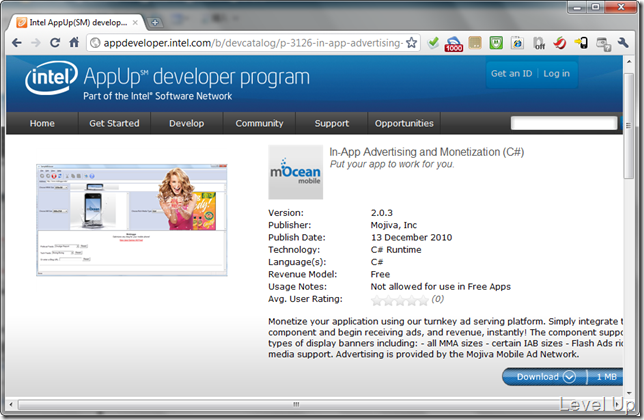 Intel AppUp(SM) develop...
appdeveloper.intel.com/b/devcatalog/p-3126-in-app-advertising-
1000
off
intel AppUp℠ developer program
Part of the Intel® Software Network
Get an ID | Log in
Home Get Started Develop Community Support Opportunities
mOcean
mobile
In-App Advertising and Monetization (C#)
Put your app to work for you.
Version: 2.0.3
Publisher: Mojiva, Inc
Publish Date: 13 December 2010
Technology: C# Runtime
Language(s): C#
Revenue Model: Free
Usage Notes: Not allowed for use in Free Apps
Avg. User Rating: (0)
Monetize your application using our turnkey ad serving platform. Simply integrate t
component and begin receiving ads, and revenue, instantly! The component suppo
types of display banners including: - all MMA sizes - certain IAB sizes - Flash Ads ric
media support. Advertising is provided by the Mojiva Mobile Ad Network.
Download 1 MB
Level Up